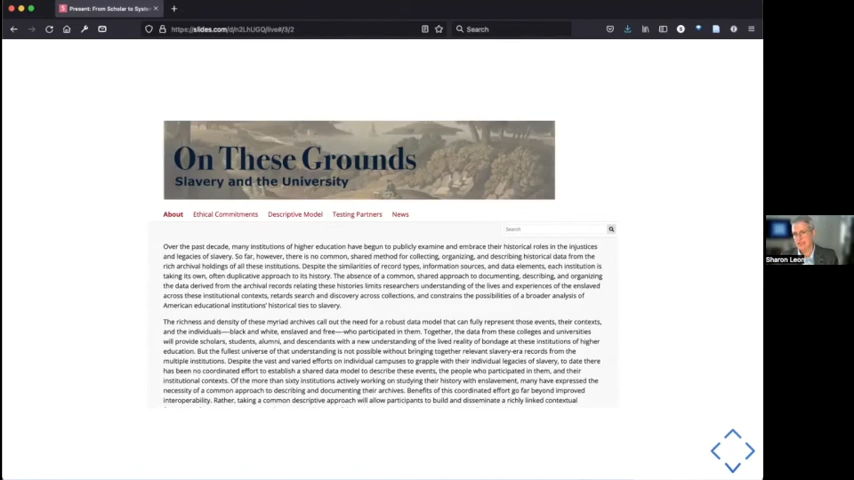 Present: From Scholar to Syste
https://slides.com/d/n2LhUGQ/live#/3/2
Search
On These Grounds
Slavery and the University
About Ethical Commitments Descriptive Model Testing Partners News
Search
Over the past decade, many institutions of higher education have begun to publicly examine and embrace their historical roles in the injustices
and legacies of slavery. So far, however, there is no common, shared method for collecting, organizing, and describing historical data from the
rich archival holdings of all these institutions. Despite the similarities of record types, information sources, and data elements, each institution is
taking its own, often duplicative approach to its history. The absence of a common, shared approach to documenting, describing, and organizing
the data derived from the archival records relating these histories limits researchers understanding of the lives and experiences of the enslaved
across these institutional contexts, retards search and discovery across collections, and constrains the possibilities of a broader analysis of
American educational institutions' historical ties to slavery.
The richness and density of these myriad archives call out the need for a robust data model that can fully represent those events, their contexts,
and the individuals—black and white, enslaved and free—who participated in them. Together, the data from these colleges and universities
will provide scholars, students, alumni, and descendants with a new understanding of the lived reality of bondage at these institutions of higher
education. But the fullest universe of that understanding is not possible without bringing together relevant slavery-era records from the
multiple institutions. Despite the vast and varied efforts on individual campuses to grapple with their individual legacies of slavery, to date there
has been no coordinated effort to establish a shared data model to describe these events, the people who participated in them, and their
institutional contexts. Of the more than sixty institutions actively working on studying their history with enslavement, many have expressed the
necessity of a common approach to describing and documenting their archives. Benefits of this coordinated effort go far beyond improved
interoperability. Rather, taking a common descriptive approach will allow participants to build and disseminate a richly linked contextual
Sharon Leon